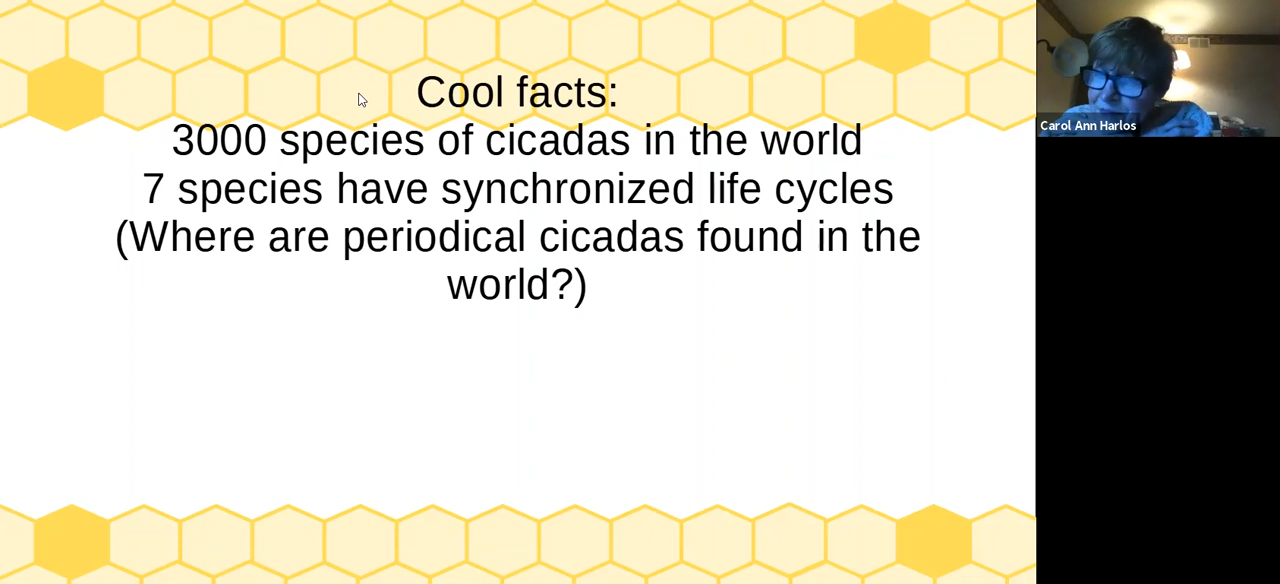 Cool facts:
3000 species of cicadas in the world
7 species have synchronized life cycles
(Where are periodical cicadas found in the
world?)
Carol Ann Harlos